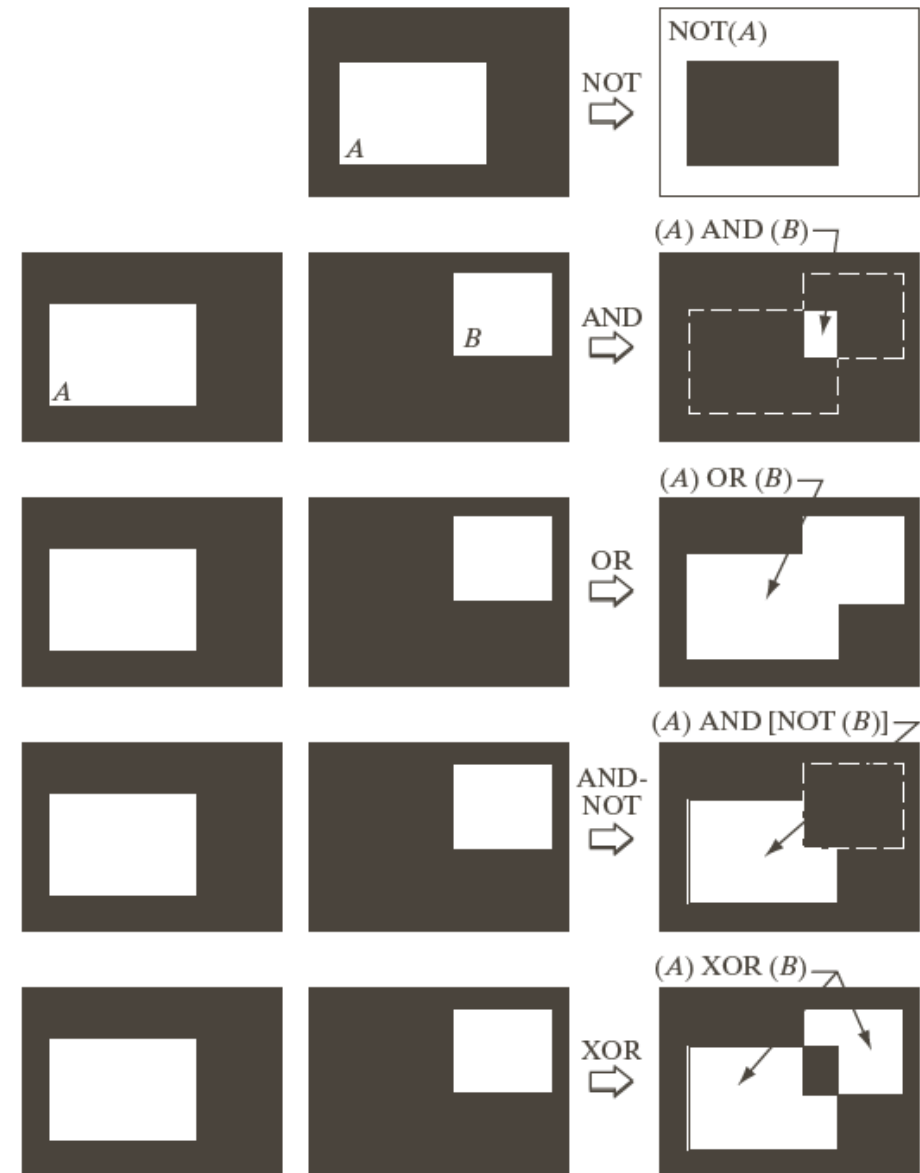 NOT(A)
NOT
A
(A) AND (B)
AND
B
A
(A) OR (B)
OR
(A) AND [NOT (B)]
AND-
NOT
(A) XOR (B)
XOR